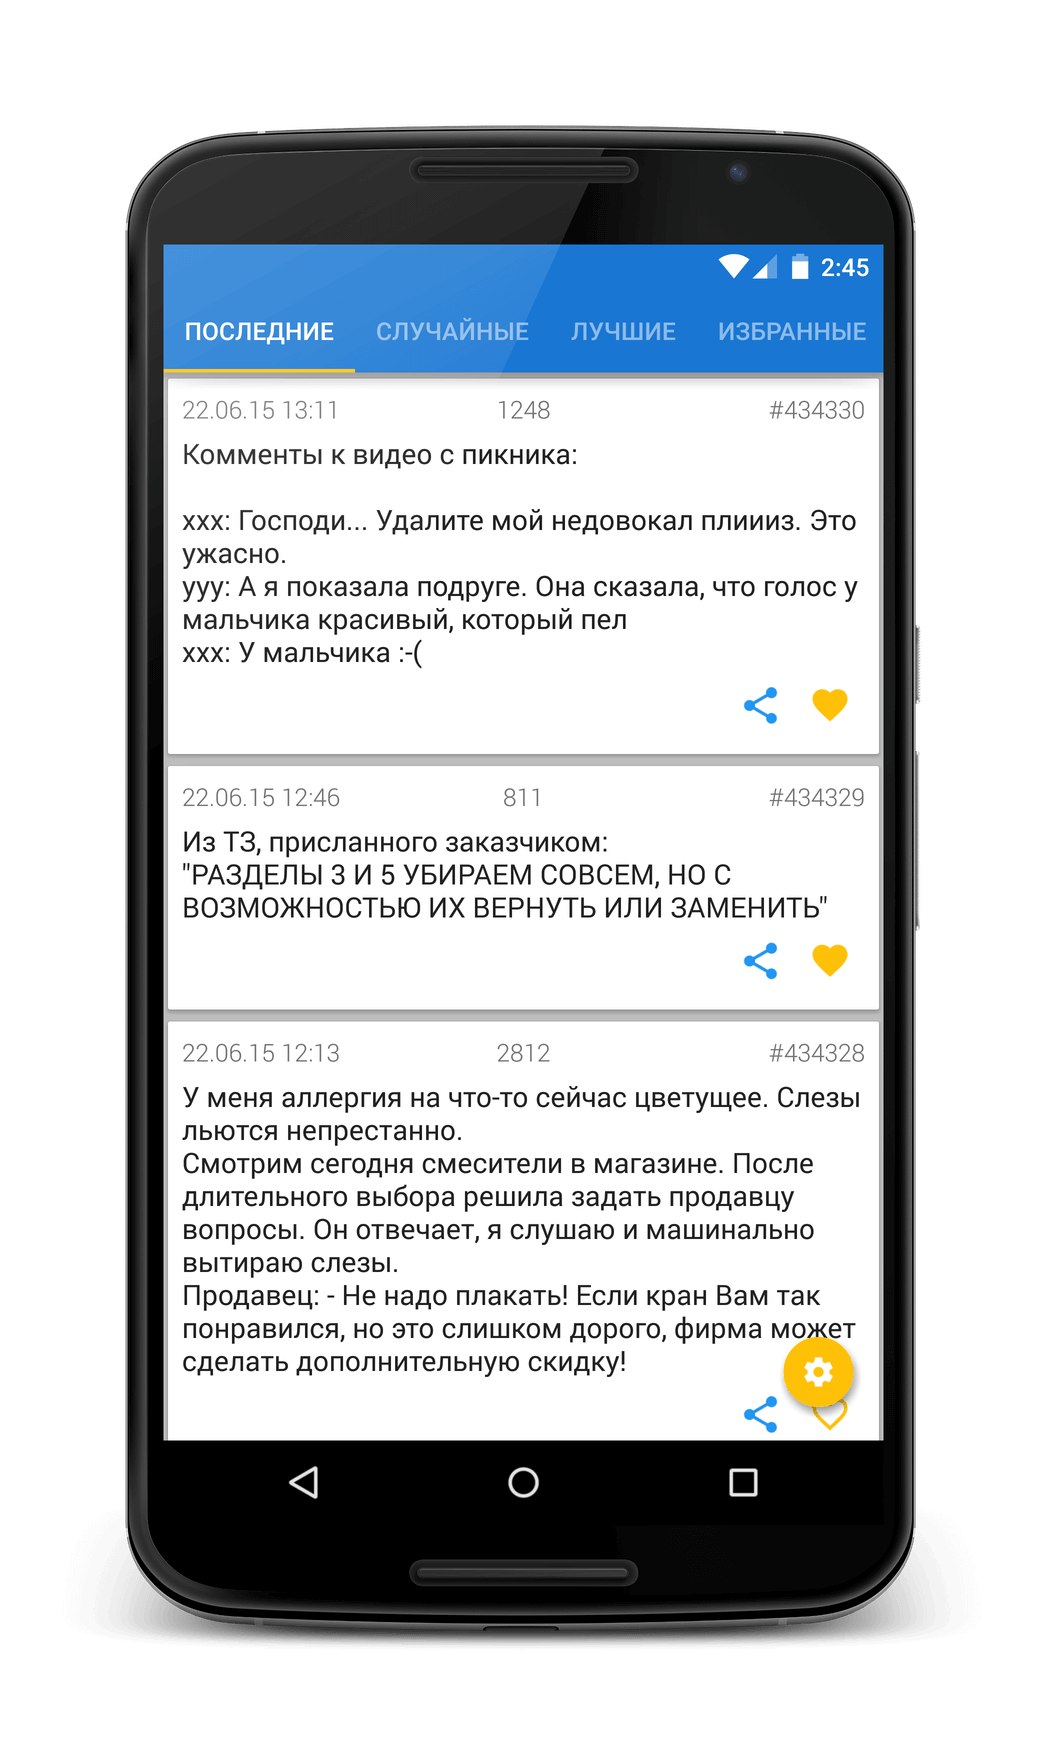 2:45
ПОСЛЕДНИЕ СЛУЧАЙНЫЕ ЛУЧШИЕ ИЗБРАННЫЕ
22.06.15 13:11 1248 #434330
Комменты к видео с пикника:
xxx: Господи... Удалите мой недовокал плиииз. Это
ужасно.
yyy: А я показала подруге. Она сказала, что голос у
мальчика красивый, который пел
xxx: У мальчика :-(
22.06.15 12:46 811 #434329
Из ТЗ, присланного заказчиком:
"РАЗДЕЛЫ 3 И 5 УБИРАЕМ СОВСЕМ, НО С
ВОЗМОЖНОСТЬЮ ИХ ВЕРНУТЬ ИЛИ ЗАМЕНИТЬ"
22.06.15 12:13 2812 #434328
У меня аллергия на что-то сейчас цветущее. Слезы
льются непрестанно.
Смотрим сегодня смесители в магазине. После
длительного выбора решила задать продавцу
вопросы. Он отвечает, я слушаю и машинально
вытираю слезы.
Продавец: - Не надо плакать! Если кран Вам так
понравился, но это слишком дорого, фирма может
сделать дополнительную скидку!